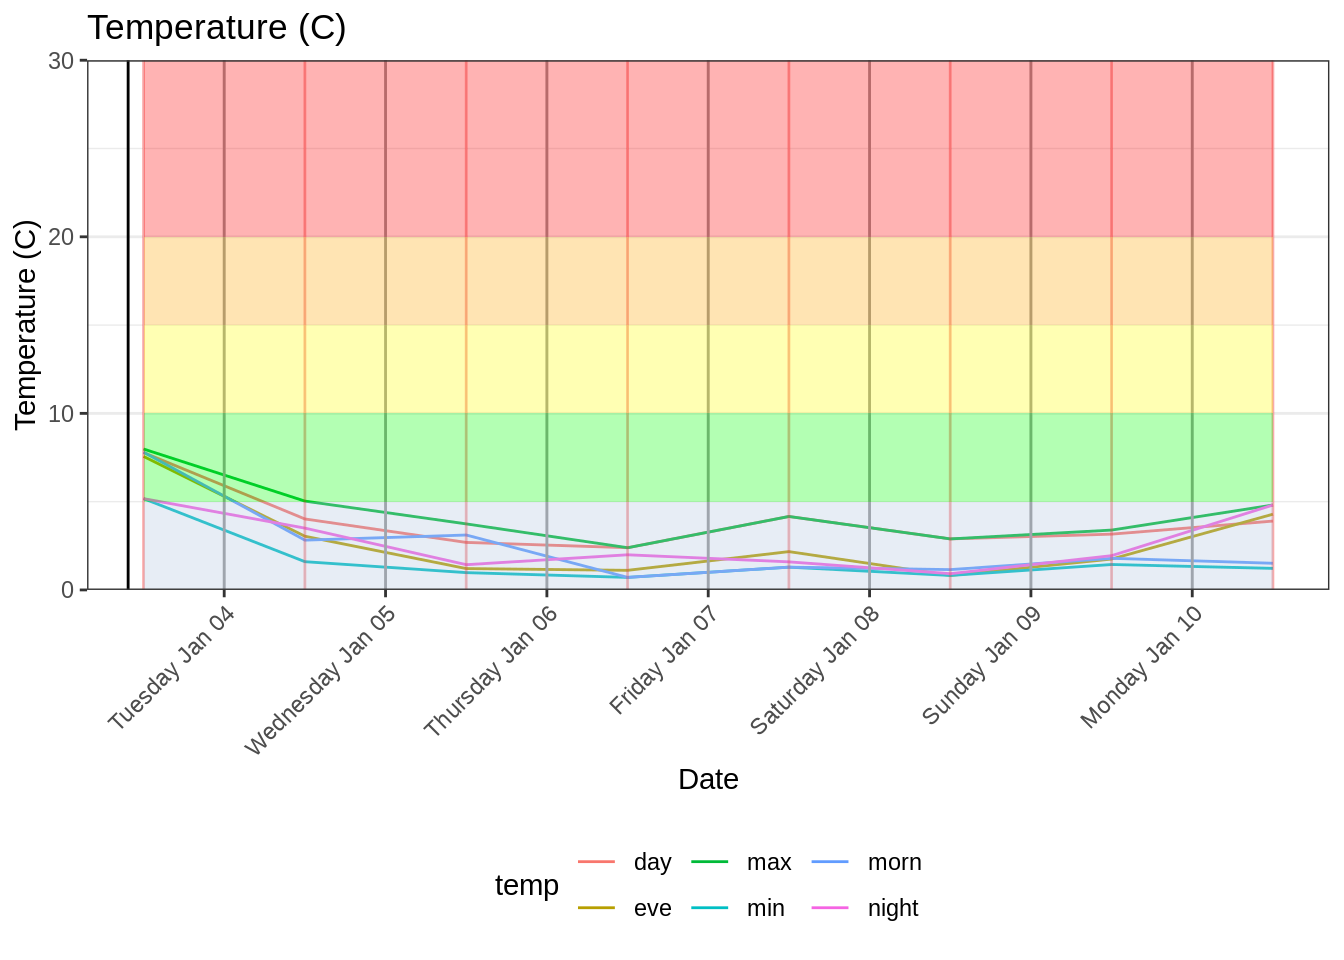 Temperature (C)
Temperature (C)
30
20
10
0
Tuesday Jan 04
Wednesday Jan 05
Thursday Jan 06
Friday Jan 07
Saturday Jan 08
Sunday Jan 09
Monday Jan 10
Date
temp
day
max
morn
eve
min
night